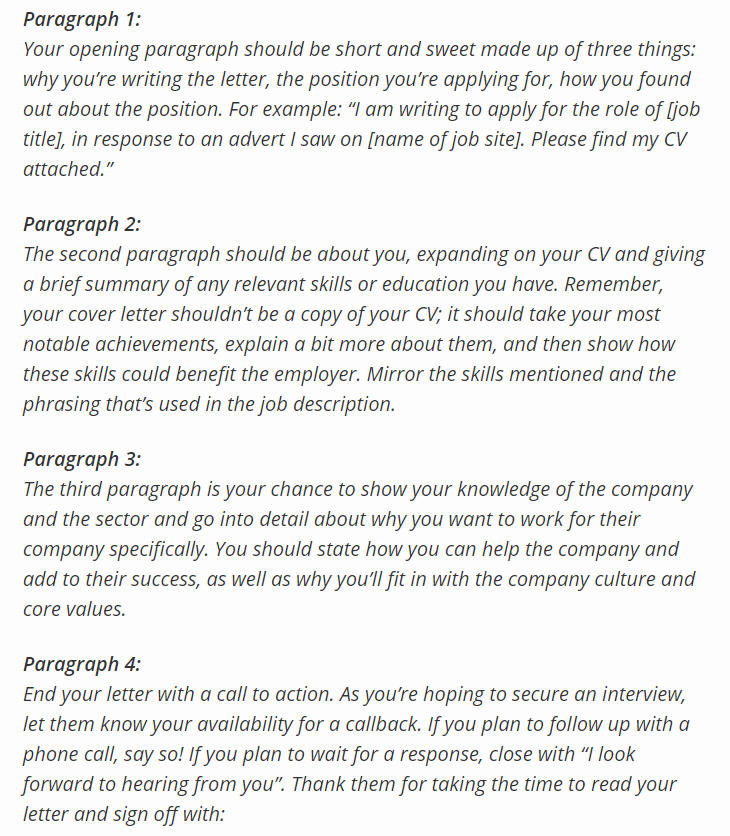 Paragraph 1:
Your opening paragraph should be short and sweet made up of three things:
why you’re writing the letter, the position you’re applying for, how you found
out about the position. For example: “I am writing to apply for the role of [job
title], in response to an advert I saw on [name of job site]. Please find my CV
attached.”
Paragraph 2:
The second paragraph should be about you, expanding on your CV and giving
a brief summary of any relevant skills or education you have. Remember,
your cover letter shouldn’t be a copy of your CV; it should take your most
notable achievements, explain a bit more about them, and then show how
these skills could benefit the employer. Mirror the skills mentioned and the
phrasing that’s used in the job description.
Paragraph 3:
The third paragraph is your chance to show your knowledge of the company
and the sector and go into detail about why you want to work for their
company specifically. You should state how you can help the company and
add to their success, as well as why you’ll fit in with the company culture and
core values.
Paragraph 4:
End your letter with a call to action. As you’re hoping to secure an interview,
let them know your availability for a callback. If you plan to follow up with a
phone call, say so! If you plan to wait for a response, close with “I look
forward to hearing from you”. Thank them for taking the time to read your
letter and sign off with: